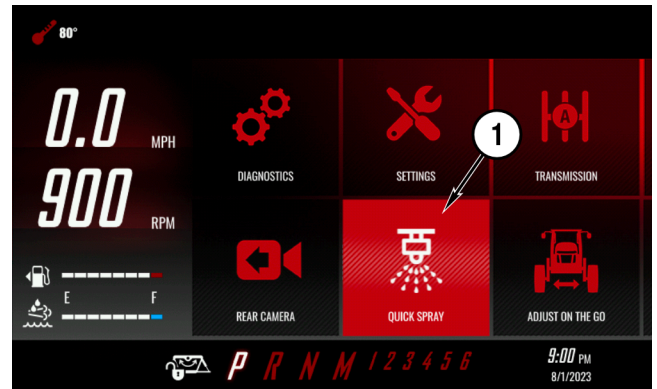 80°
0.0 MPH
900 RPM
E F
DIAGNOSTICS
SETTINGS
TRANSMISSION
A
1
REAR CAMERA
QUICK SPRAY
ADJUST ON THE GO
P R N M 1 2 3 4 5 6
9:00 PM
8/1/2023